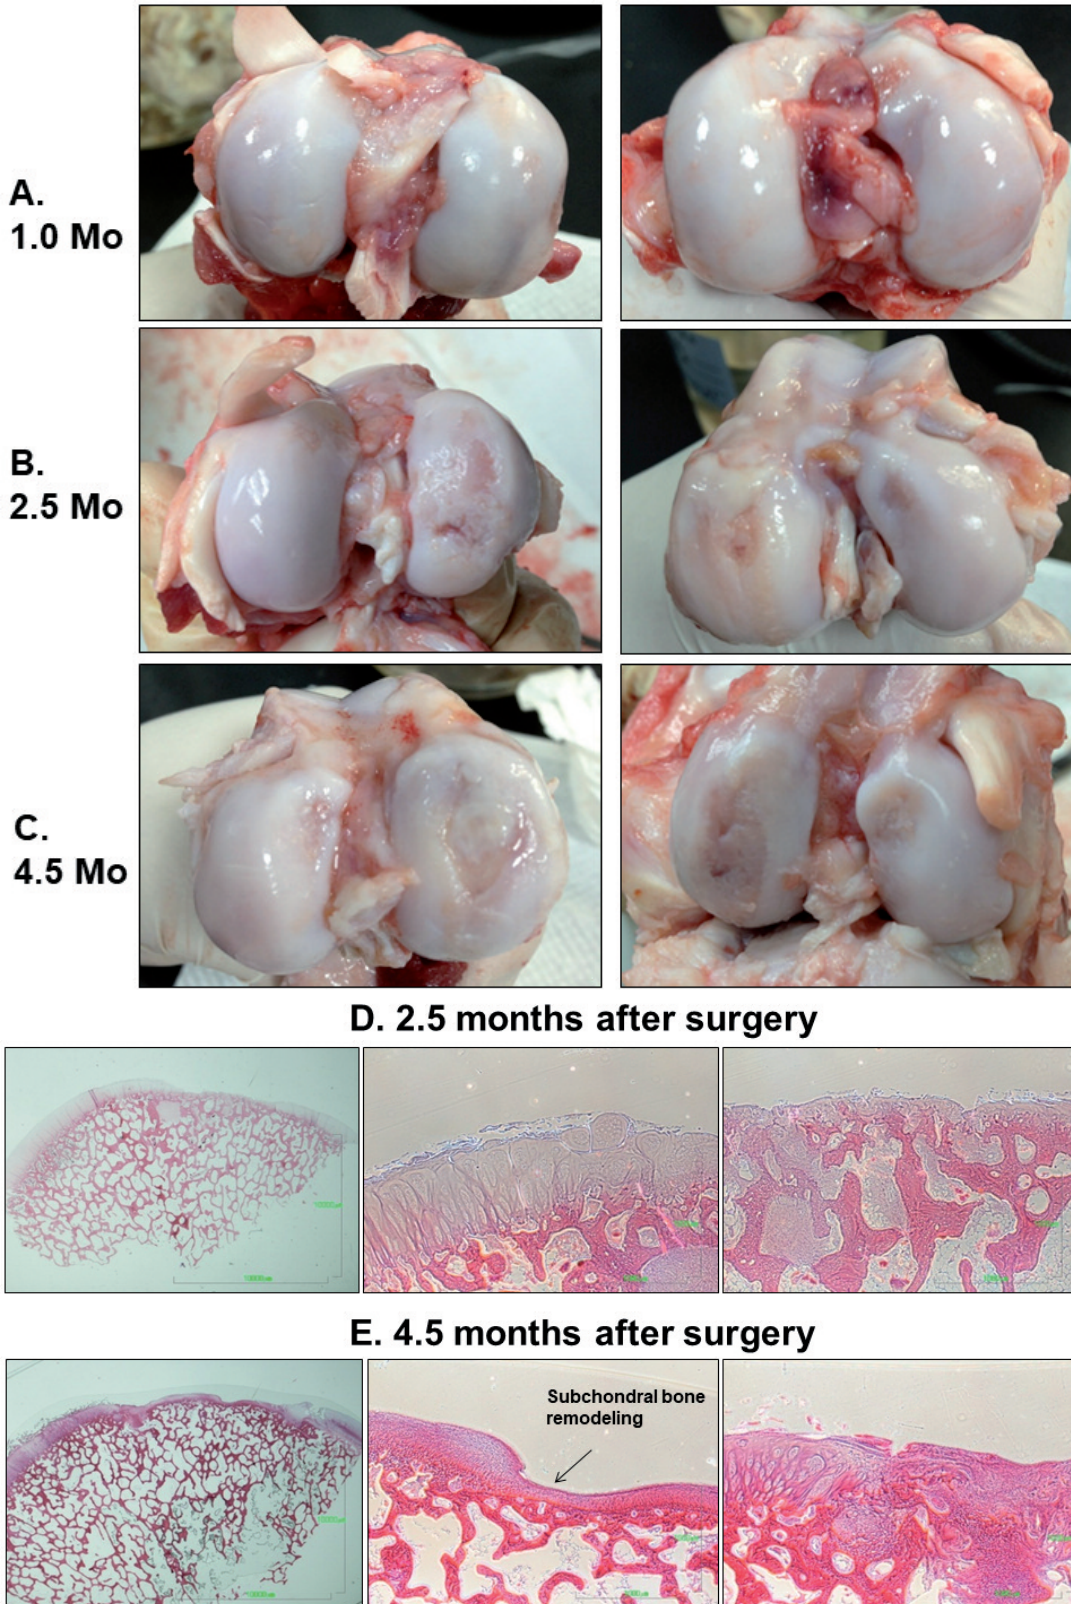 A.
1.0 Mo
B.
2.5 Mo
C.
4.5 Mo
D. 2.5 months after surgery
E. 4.5 months after surgery
Subchondral bone
remodeling